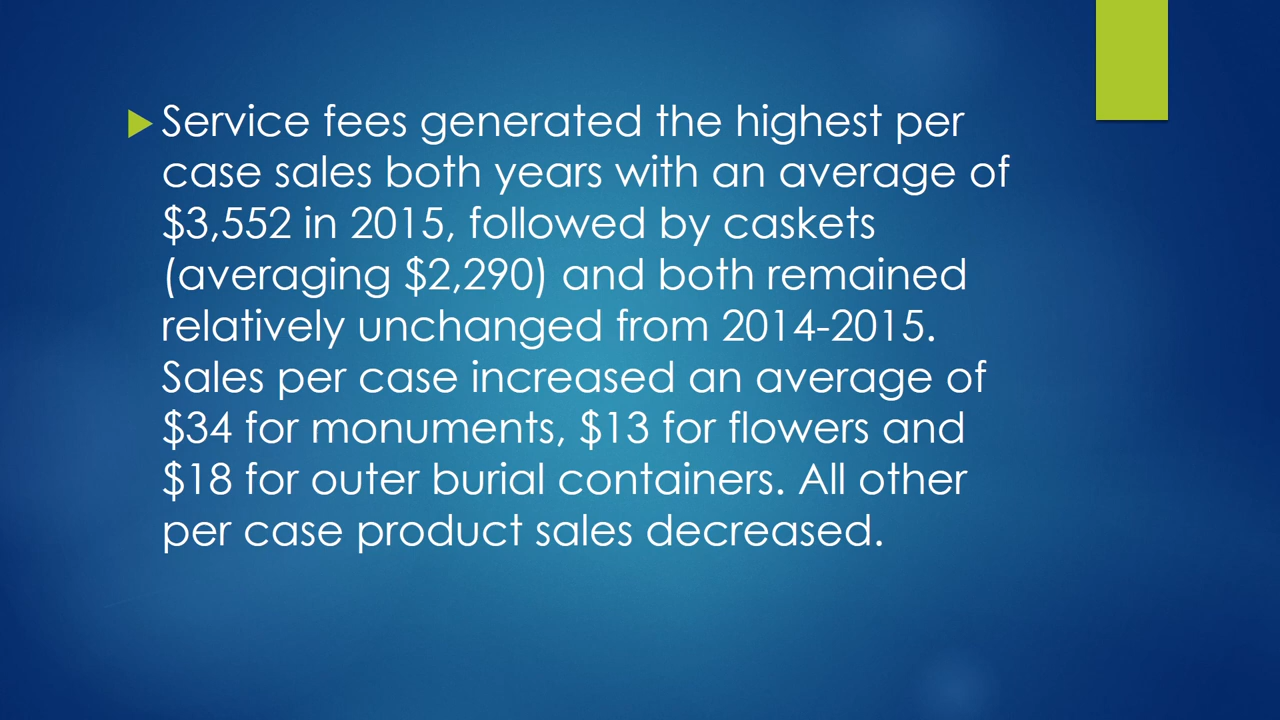 Service fees generated the highest per
case sales both years with an average of
$3,552 in 2015, followed by caskets
(averaging $2,290) and both remained
relatively unchanged from 2014-2015.
Sales per case increased an average of
$34 for monuments, $13 for flowers and
$18 for outer burial containers. All other
per case product sales decreased.